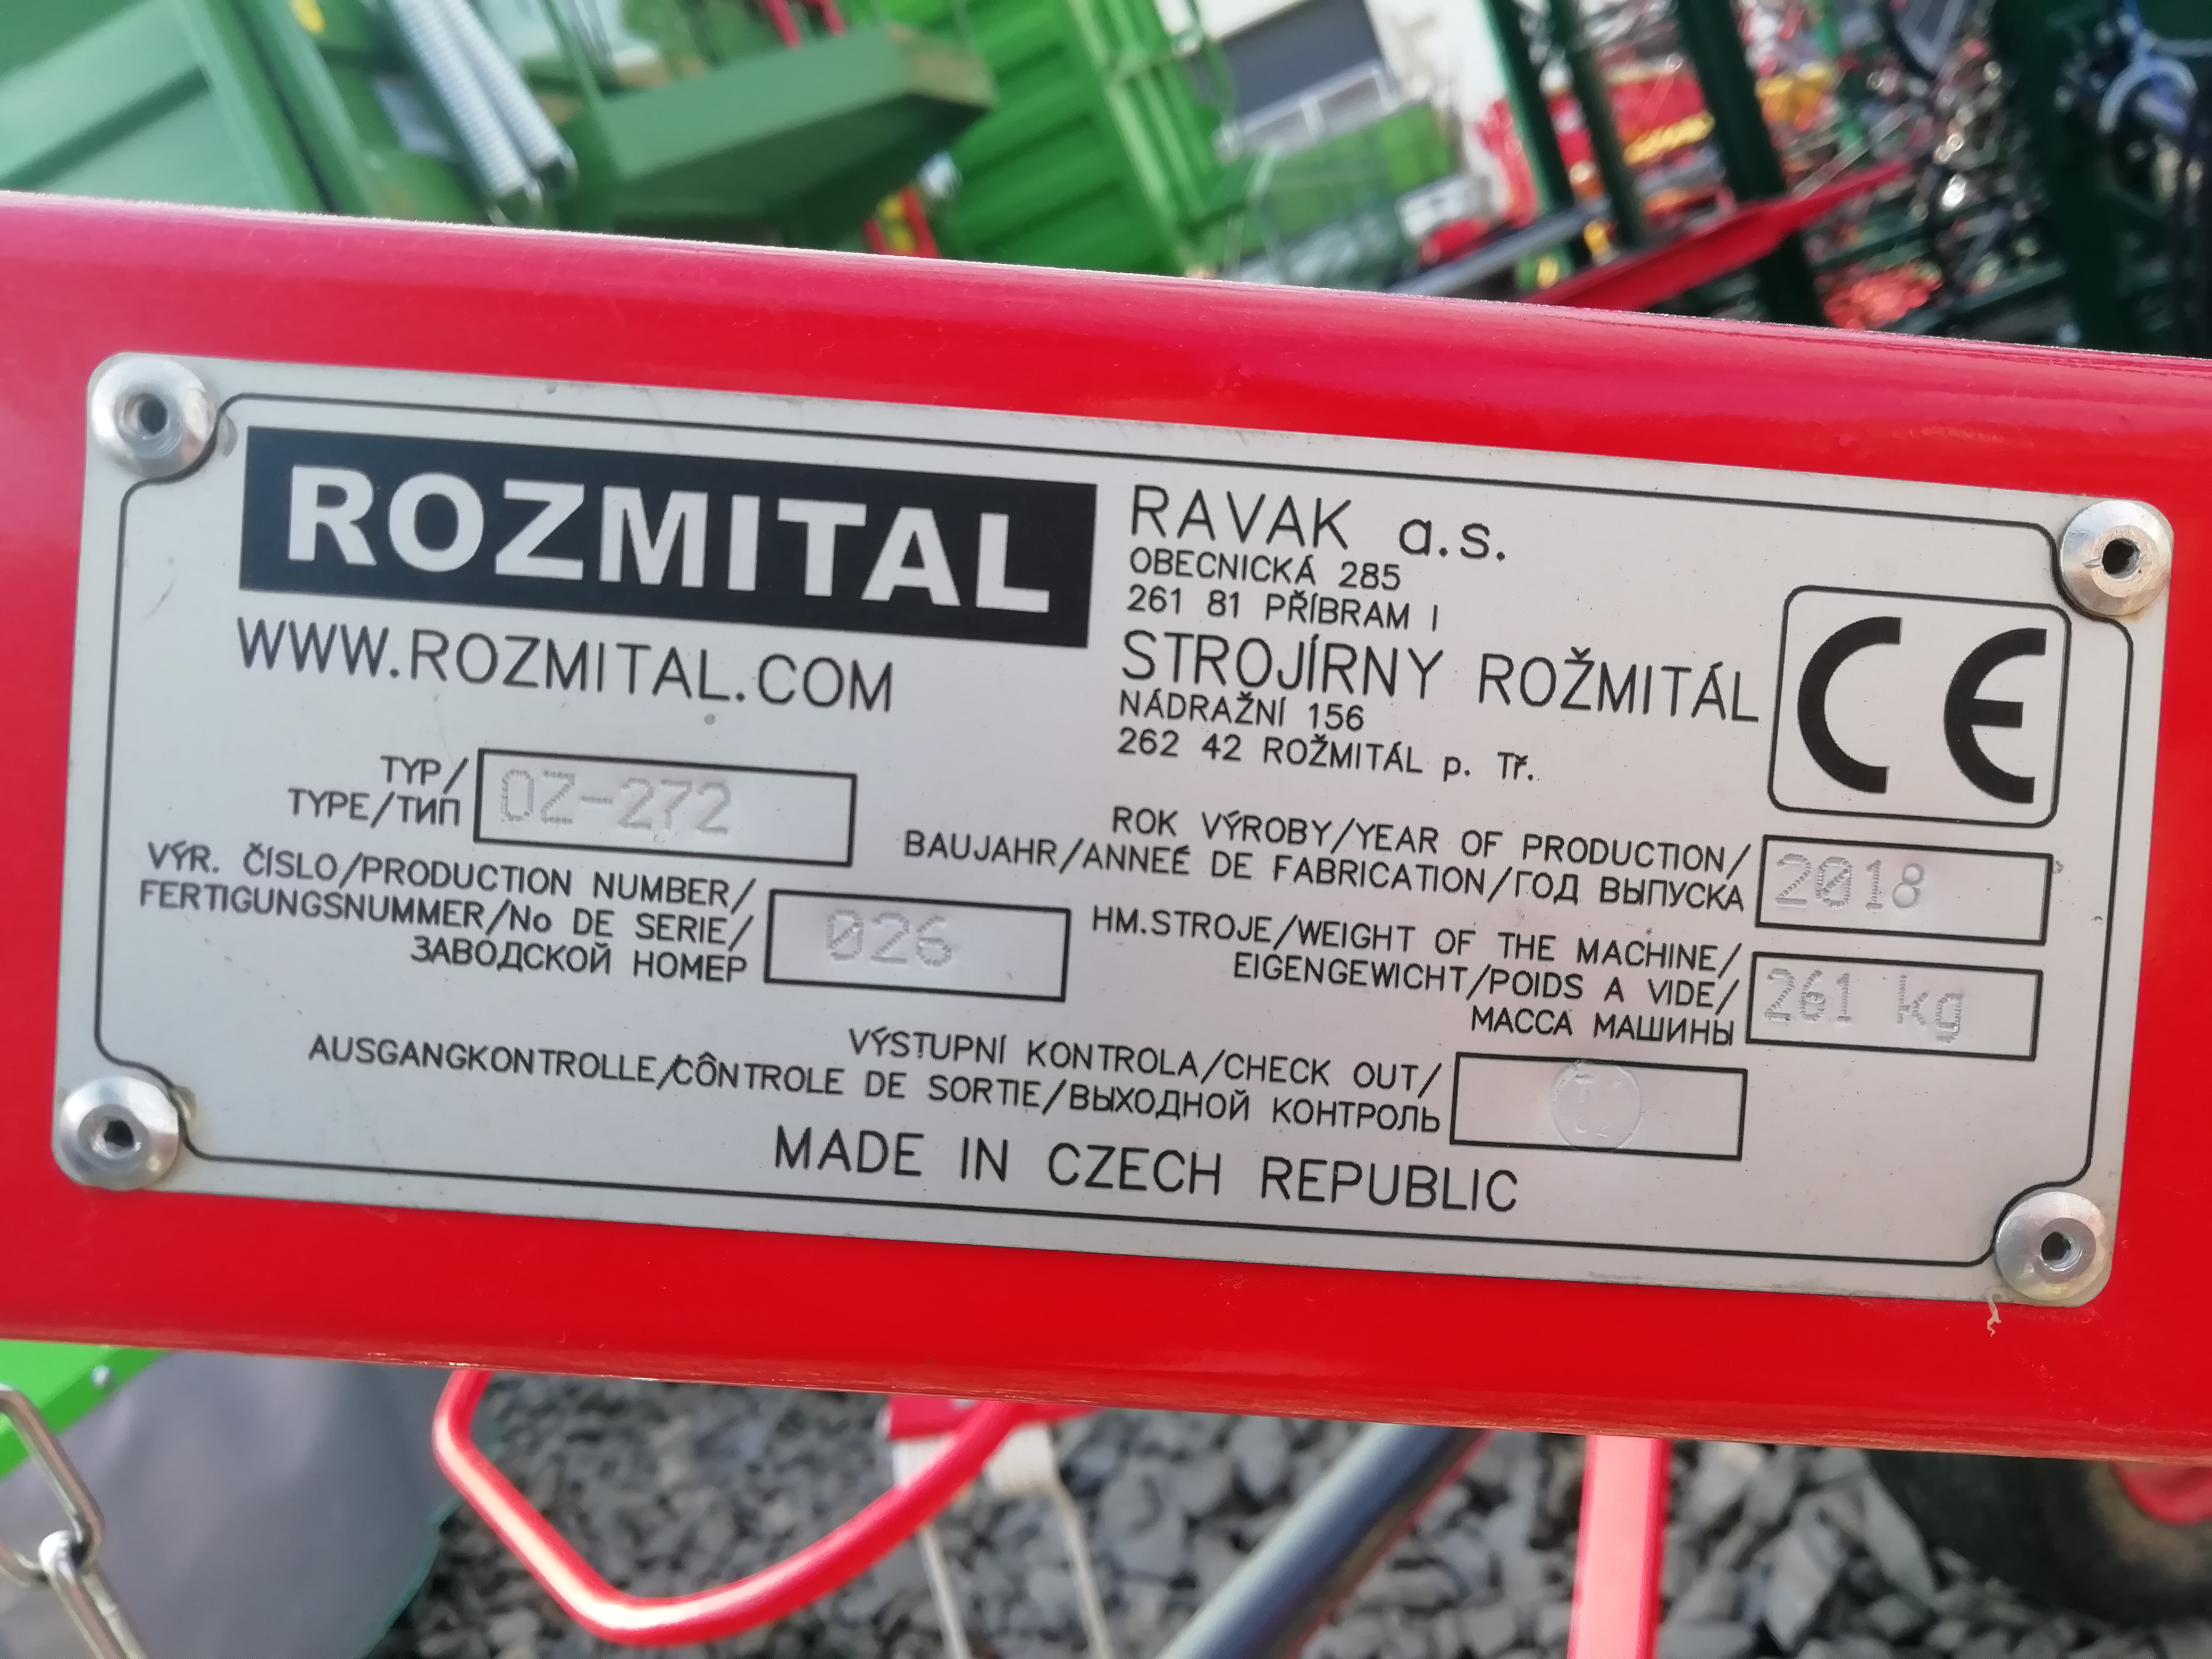 ROZMITAL
WWW.ROZMITAL.COM
RAVAK a.s.
OBECNICKÁ 285
261 81 PŘÍBRAM I
STROJÍRNY ROŽMITÁL
NÁDRAŽNÍ 156
262 42 ROŽMITÁL p. Tř.
CE
TYP/
TYPE/ТИП
OZ-272
VÝR. ČÍSLO/PRODUCTION NUMBER/
FERTIGUNGSNUMMER/No DE SERIE/
ЗАВОДСКОЙ НОМЕР
026
ROK VÝROBY/YEAR OF PRODUCTION/
BAUJAHR/ANNEÉ DE FABRICATION/ГОД ВЫПУСКА
2018
HM.STROJE/WEIGHT OF THE MACHINE/
EIGENGEWICHT/POIDS A VIDE/
МАССА МАШИНЫ
261 kg
VÝSTUPNÍ KONTROLA/CHECK OUT/
AUSGANGKONTROLLE/CÔNTROLE DE SORTIE/ВЫХОДНОЙ КОНТРОЛЬ
MADE IN CZECH REPUBLIC